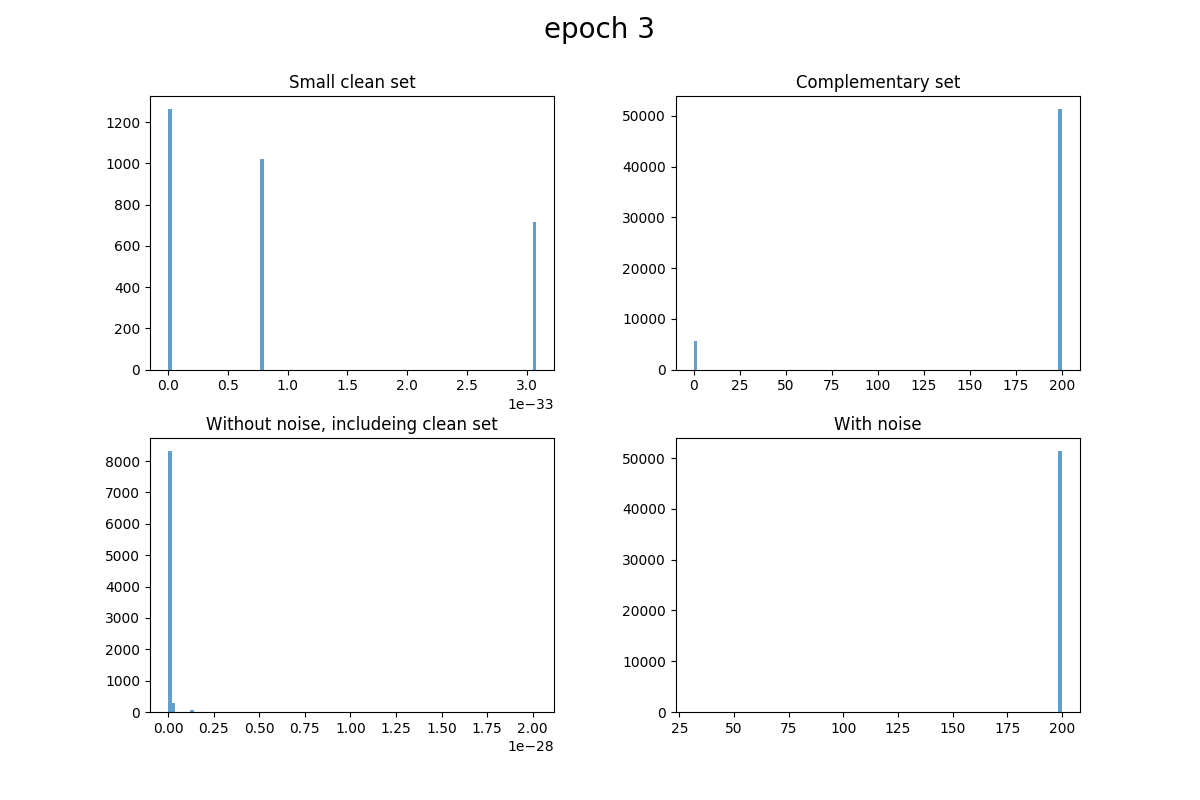 epoch 3
Small clean set
1200
1000
800
600
400
200
0
0.0 0.5 1.0 1.5 2.0 2.5 3.0
1e−33
Complementary set
50000
40000
30000
20000
10000
0
0 25 50 75 100 125 150 175 200
Without noise, includeing clean set
8000
7000
6000
5000
4000
3000
2000
1000
0
0.00 0.25 0.50 0.75 1.00 1.25 1.50 1.75 2.00
1e−28
With noise
50000
40000
30000
20000
10000
0
25 50 75 100 125 150 175 200